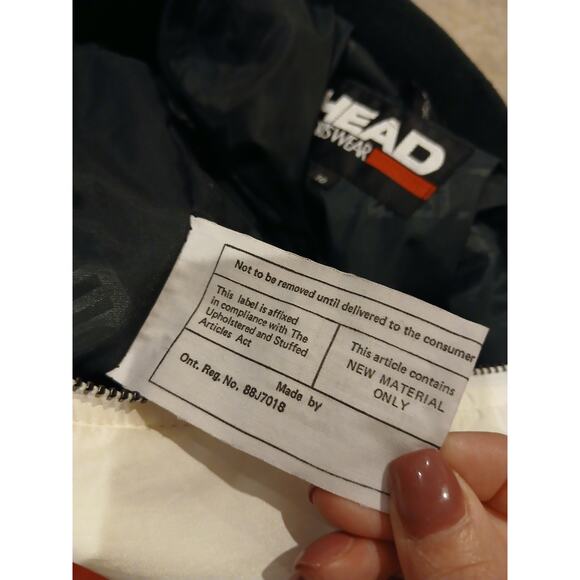 HEAD
Not to be removed until delivered to the consumer
This label is affixed
in compliance with The
Upholstered and Stuffed
Articles Act
This article contains
NEW MATERIAL
ONLY
Ont. Reg. No. 88J701B
Made by